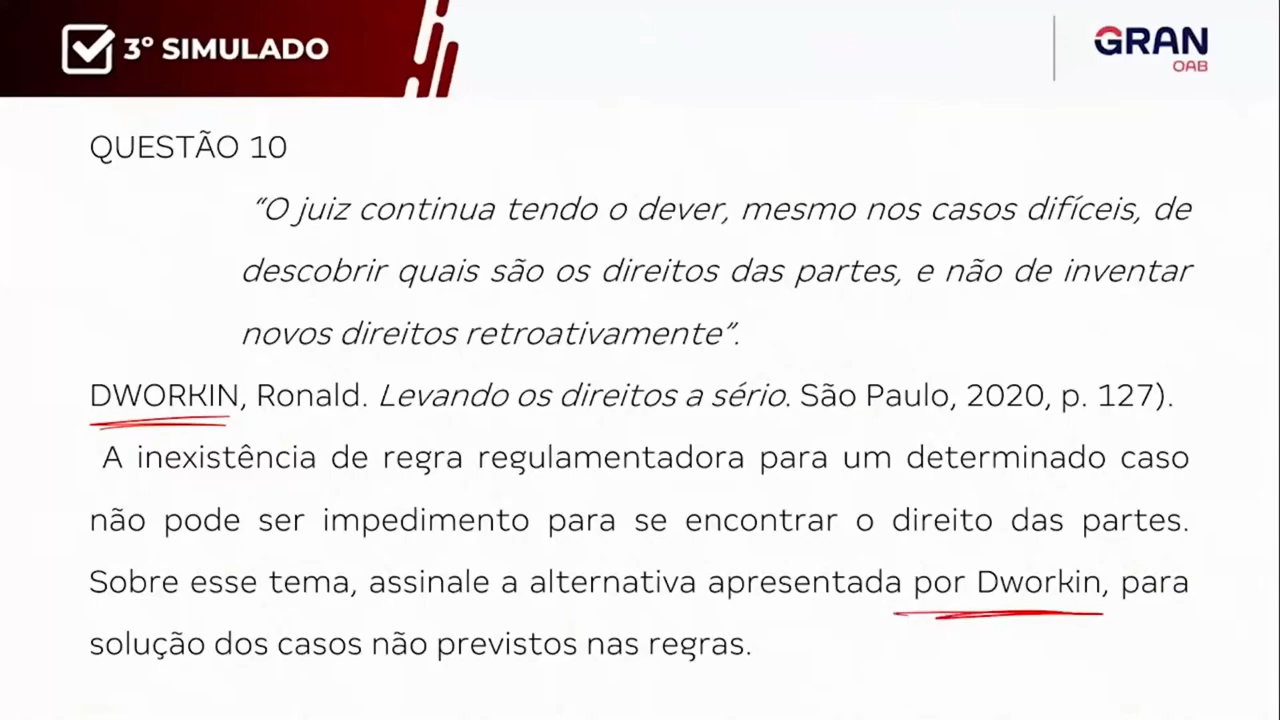 3º SIMULADO
GRAN
OAB
QUESTÃO 10
“O juiz continua tendo o dever, mesmo nos casos difíceis, de
descobrir quais são os direitos das partes, e não de inventar
novos direitos retroativamente”.
DWORKIN, Ronald. Levando os direitos a sério. São Paulo, 2020, p. 127).
A inexistência de regra regulamentadora para um determinado caso
não pode ser impedimento para se encontrar o direito das partes.
Sobre esse tema, assinale a alternativa apresentada por Dworkin, para
solução dos casos não previstos nas regras.